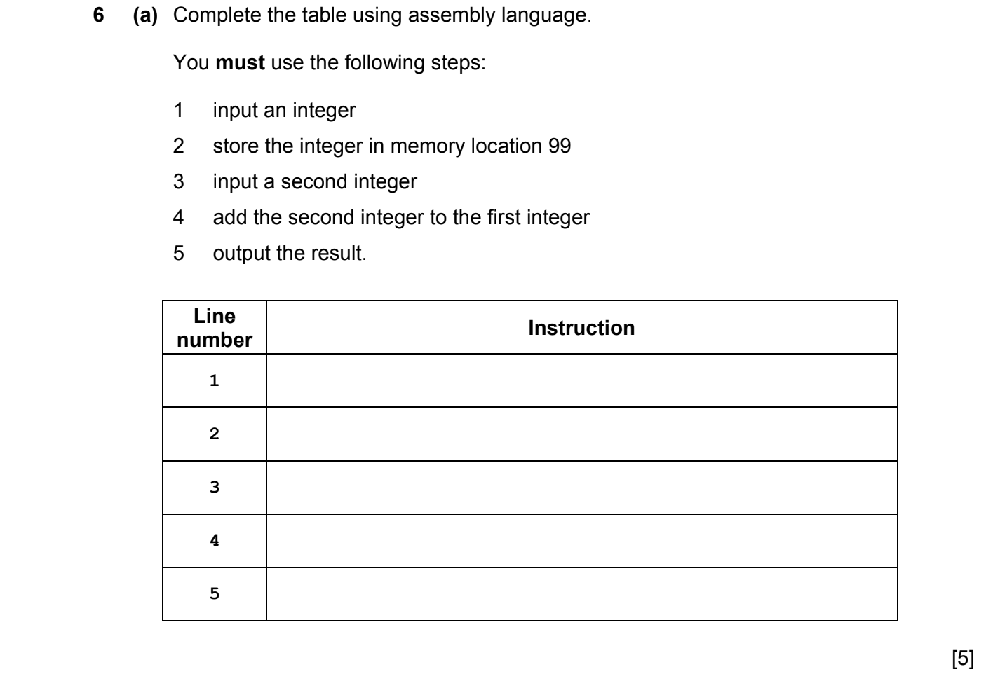 6 (a) Complete the table using assembly language.
You must use the following steps:
1 input an integer
2 store the integer in memory location 99
3 input a second integer
4 add the second integer to the first integer
5 output the result.
Line number Instruction
1
2
3
4
5
[5]